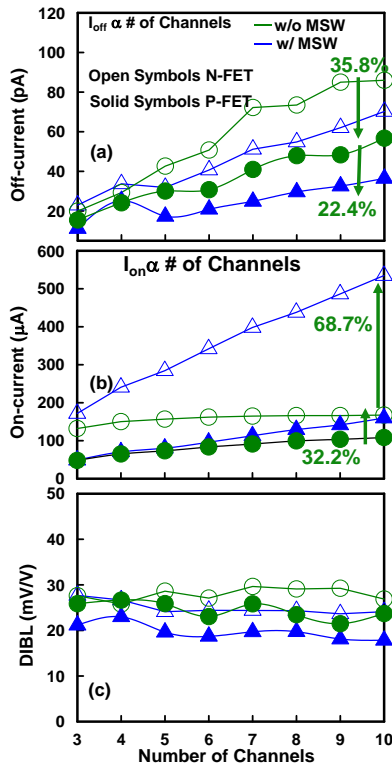 120
100
80
60
40
20
Off-current (pA)
I_off α # of Channels
w/o MSW
w/ MSW
Open Symbols N-FET
Solid Symbols P-FET
35.8%
(a)
22.4%
600
500
400
300
200
100
0
On-current (μA)
I_on α # of Channels
68.7%
(b)
32.2%
50
40
30
20
10
0
DIBL (mV/V)
(c)
3 4 5 6 7 8 9 10
Number of Channels